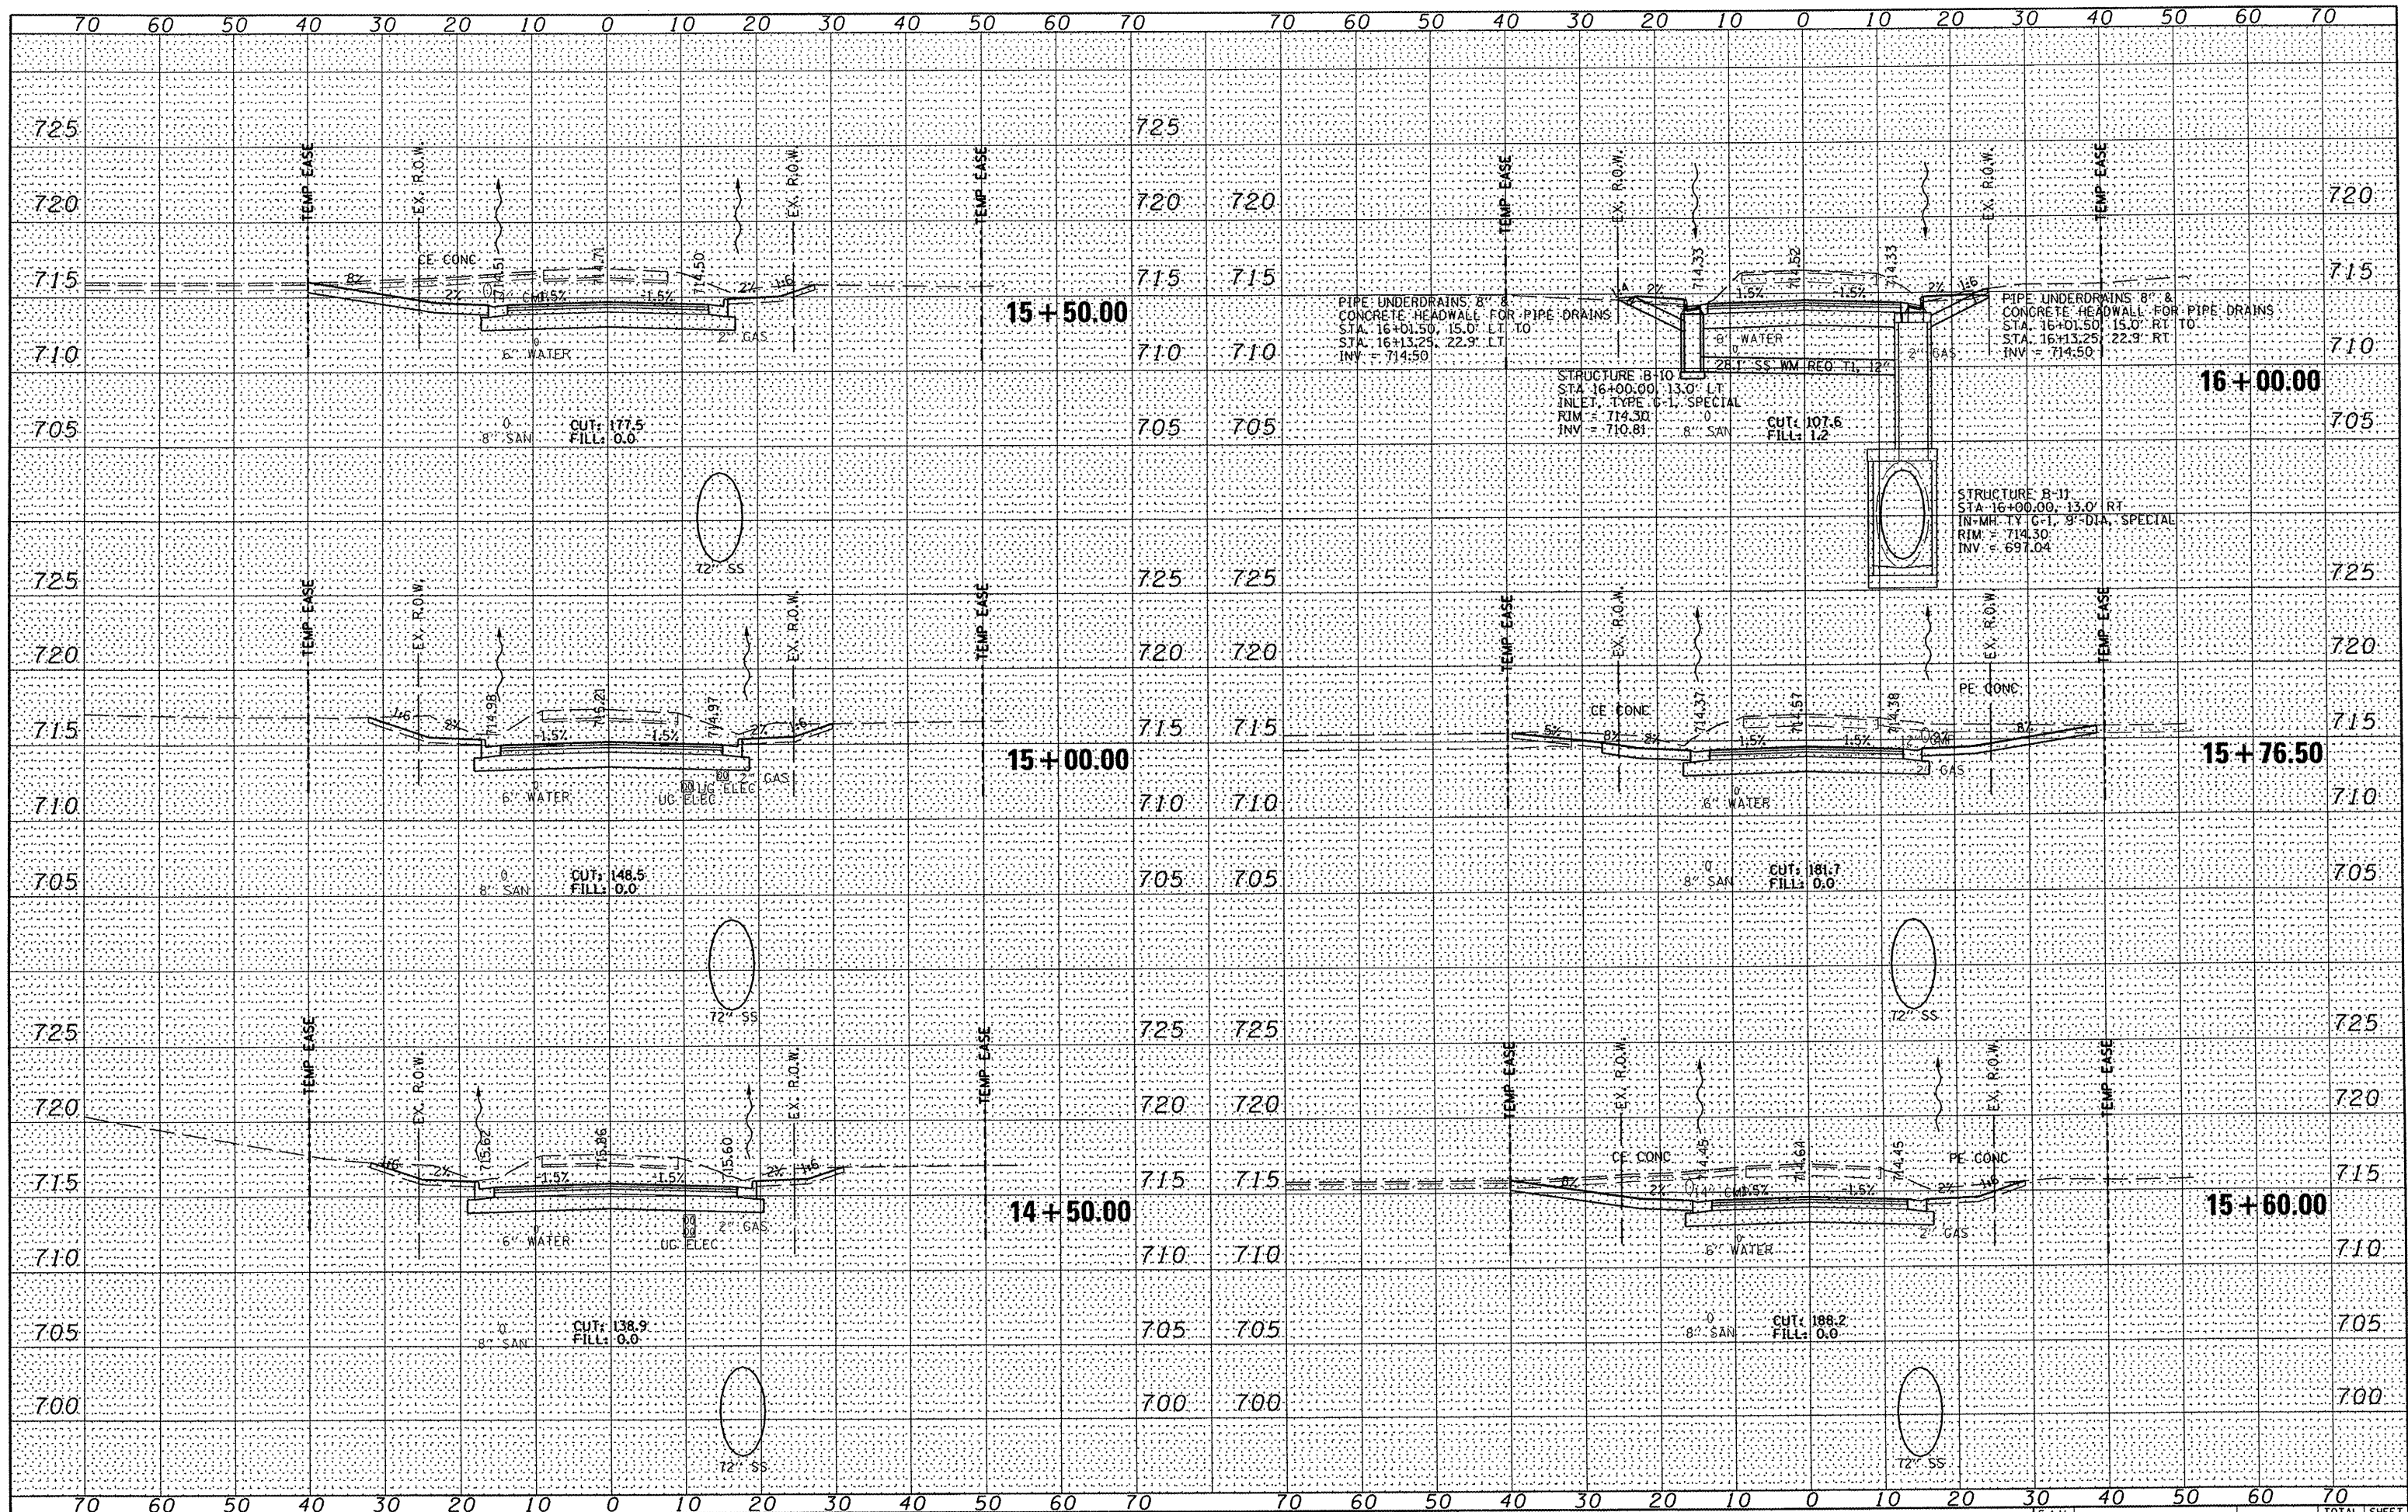 70 60 50 40 30 20 10 0 10 20 30 40 50 60 70 70 60 50 40 30 20 10 0 10 20 30 40 50 60 70
725 725
TEMP EASE
EX. R.O.W.
EX. R.O.W.
TEMP EASE
720 720
CE CONC
714.51
714.71
714.50
715 715
8%
2%
-1.5%
-1.5%
2%
1:6
15+50.00
2" GAS
6" WATER
710 710
705 705
8" SAN
CUT: 177.5
FILL: 0.0
72" SS
725 725
TEMP EASE
EX. R.O.W.
EX. R.O.W.
TEMP EASE
720 720
714.98
715.21
714.97
715 715
1:6
2%
-1.5%
-1.5%
2%
1:6
15+00.00
2" GAS
6" WATER
UG ELEC
UG ELEC
710 710
705 705
8" SAN
CUT: 148.5
FILL: 0.0
72" SS
725 725
TEMP EASE
EX. R.O.W.
EX. R.O.W.
TEMP EASE
720 720
715.62
715.86
715.60
715 715
1:6
2%
-1.5%
-1.5%
2%
1:6
14+50.00
2" GAS
6" WATER
UG ELEC
710 710
705 705
8" SAN
CUT: 138.9
FILL: 0.0
700 700
72" SS
TEMP EASE
EX. R.O.W.
EX. R.O.W.
TEMP EASE
720 720
714.33
714.52
714.33
715 715
1:4
2%
1.5%
-1.5%
2%
1:6
PIPE UNDERDRAINS 8" &
CONCRETE HEADWALL FOR PIPE DRAINS
STA. 16+01.50, 15.0' LT TO
STA. 16+13.25, 22.9' LT
INV = 714.50
PIPE UNDERDRAINS 8" &
CONCRETE HEADWALL FOR PIPE DRAINS
STA. 16+01.50, 15.0' RT TO
STA. 16+13.25, 22.9' RT
INV = 714.50
WATER
2" GAS
710 710
28.1' SS WM REQ T1, 12"
16+00.00
STRUCTURE B-10
STA 16+00.00, 13.0' LT
INLET, TYPE G-1, SPECIAL
RIM = 714.30
INV = 710.81
705 705
8" SAN
CUT: 107.6
FILL: 1.2
STRUCTURE B-11
STA 16+00.00, 13.0' RT
IN-MH TY G-1, 9'-DIA, SPECIAL
RIM = 714.30
INV = 697.04
725 725
TEMP EASE
EX. R.O.W.
EX. R.O.W.
TEMP EASE
720 720
CE CONC
PE CONC
714.37
714.57
714.38
715 715
5%
8%
2%
1.5%
-1.5%
8%
15+76.50
2" GAS
6" WATER
710 710
705 705
8" SAN
CUT: 181.7
FILL: 0.0
72" SS
725 725
TEMP EASE
EX. R.O.W.
EX. R.O.W.
TEMP EASE
720 720
CE CONC
PE CONC
714.45
714.64
714.45
715 715
8%
2%
-1.5%
-1.5%
2%
1:6
15+60.00
2" GAS
6" WATER
710 710
705 705
8" SAN
CUT: 188.2
FILL: 0.0
700 700
72" SS
70 60 50 40 30 20 10 0 10 20 30 40 50 60 70 70 60 50 40 30 20 10 0 10 20 30 40 50 60 70
TOTAL SHEET